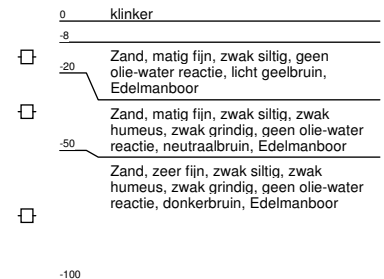 0 klinker
-8
Zand, matig fijn, zwak siltig, geen
-20 olie-water reactie, licht geelbruin,
Edelmanboor
Zand, matig fijn, zwak siltig, zwak
humeus, zwak grindig, geen olie-water
-50 reactie, neutraalbruin, Edelmanboor
Zand, zeer fijn, zwak siltig, zwak
humeus, zwak grindig, geen olie-water
reactie, donkerbruin, Edelmanboor
-100